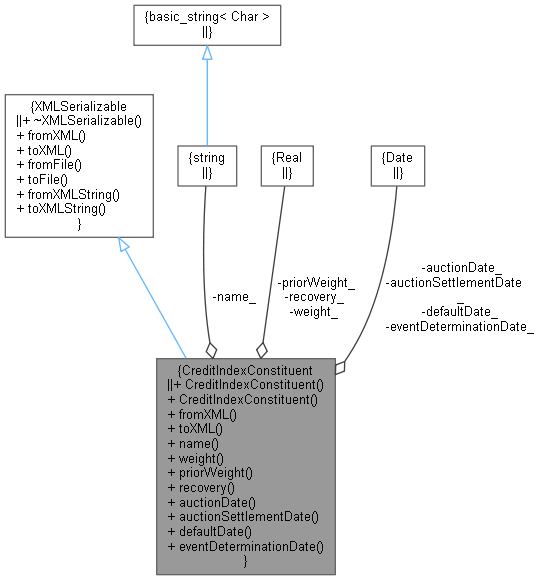 {basic_string< Char >
||}
{XMLSerializable
||+ ~XMLSerializable()
+ fromXML()
+ toXML()
+ fromFile()
+ toFile()
+ fromXMLString()
+ toXMLString()
}
{string
||}
{Real
||}
{Date
||}
-name_
-priorWeight_
-recovery_
-weight_
-auctionDate_
-auctionSettlementDate
_
-defaultDate_
-eventDeterminationDate_
{CreditIndexConstituent
||+ CreditIndexConstituent()
+ CreditIndexConstituent()
+ fromXML()
+ toXML()
+ name()
+ weight()
+ priorWeight()
+ recovery()
+ auctionDate()
+ auctionSettlementDate()
+ defaultDate()
+ eventDeterminationDate()
}